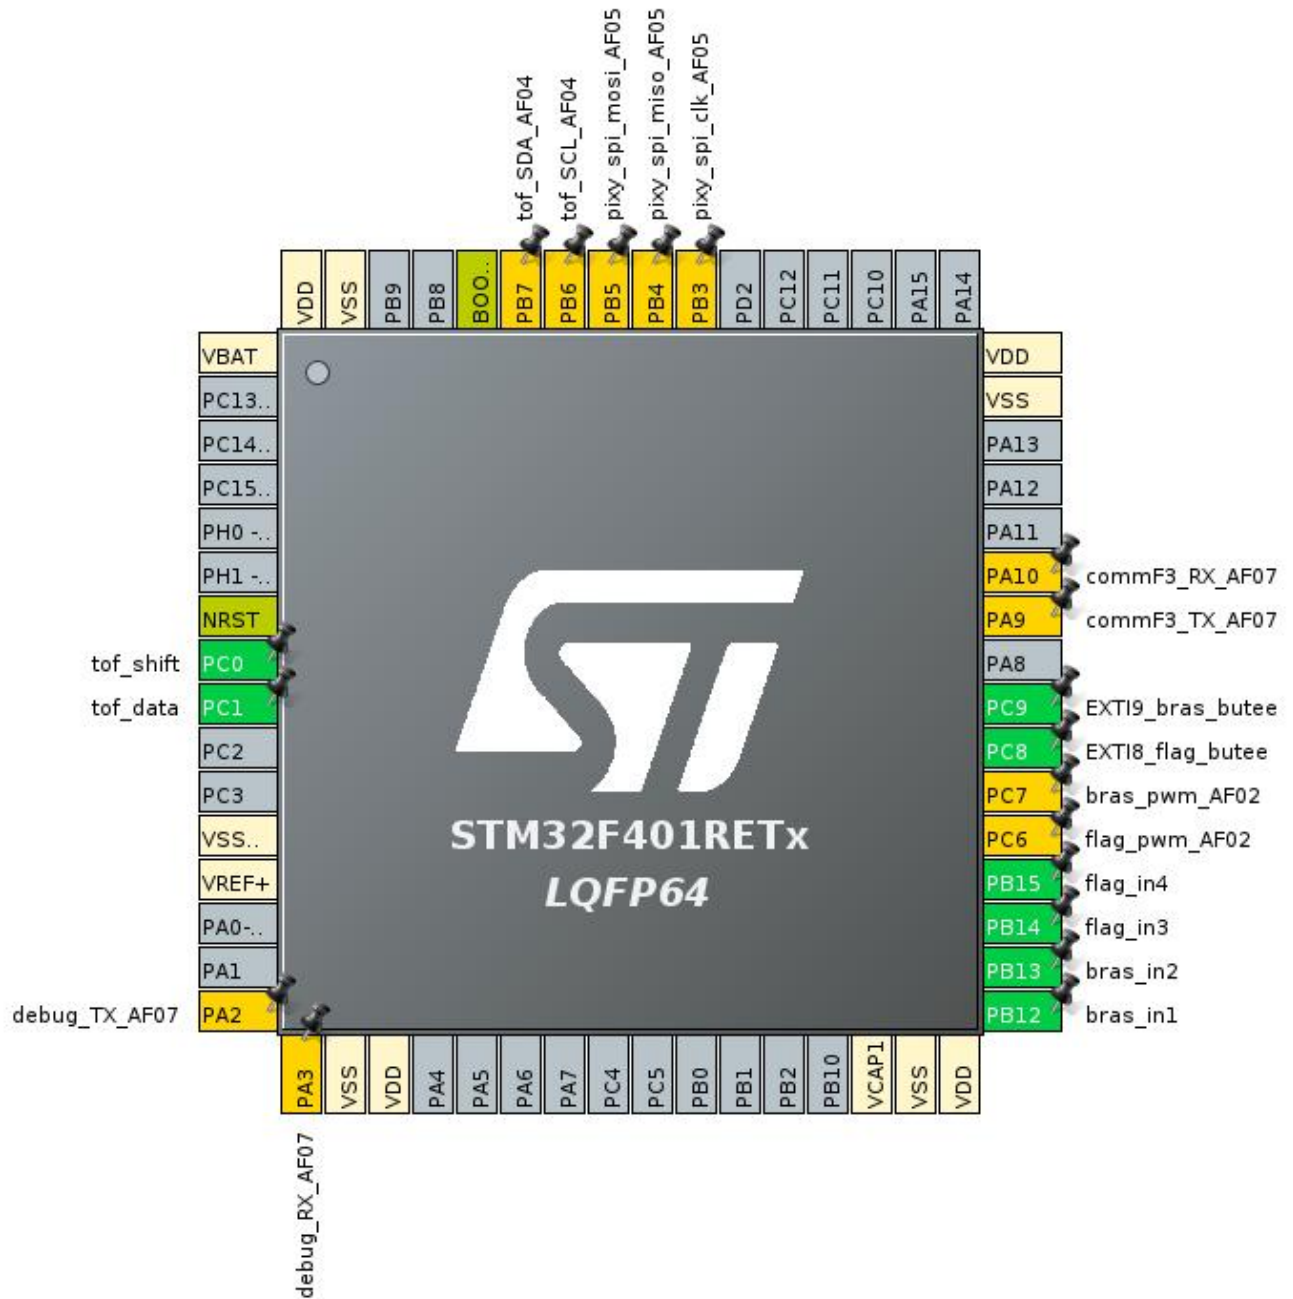 tof_SDA_AF04
tof_SCL_AF04
pixy_spi_mosi_AF05
pixy_spi_miso_AF05
pixy_spi_clk_AF05
VDD
VSS
PB9
PB8
BOO..
PB7
PB6
PB5
PB4
PB3
PD2
PC12
PC11
PC10
PA15
PA14
VBAT
PC13..
PC14..
PC15..
PH0 -..
PH1 -..
NRST
tof_shift PC0
tof_data PC1
PC2
PC3
VSS..
VREF+
PA0-..
PA1
debug_TX_AF07 PA2
VDD
VSS
PA13
PA12
PA11
PA10 commF3_RX_AF07
PA9 commF3_TX_AF07
PA8
PC9 EXTI9_bras_butee
PC8 EXTI8_flag_butee
PC7 bras_pwm_AF02
PC6 flag_pwm_AF02
PB15 flag_in4
PB14 flag_in3
PB13 bras_in2
PB12 bras_in1
ST
STM32F401RETx
LQFP64
PA3
VSS
VDD
PA4
PA5
PA6
PA7
PC4
PC5
PB0
PB1
PB2
PB10
VCAP1
VSS
VDD
debug_RX_AF07